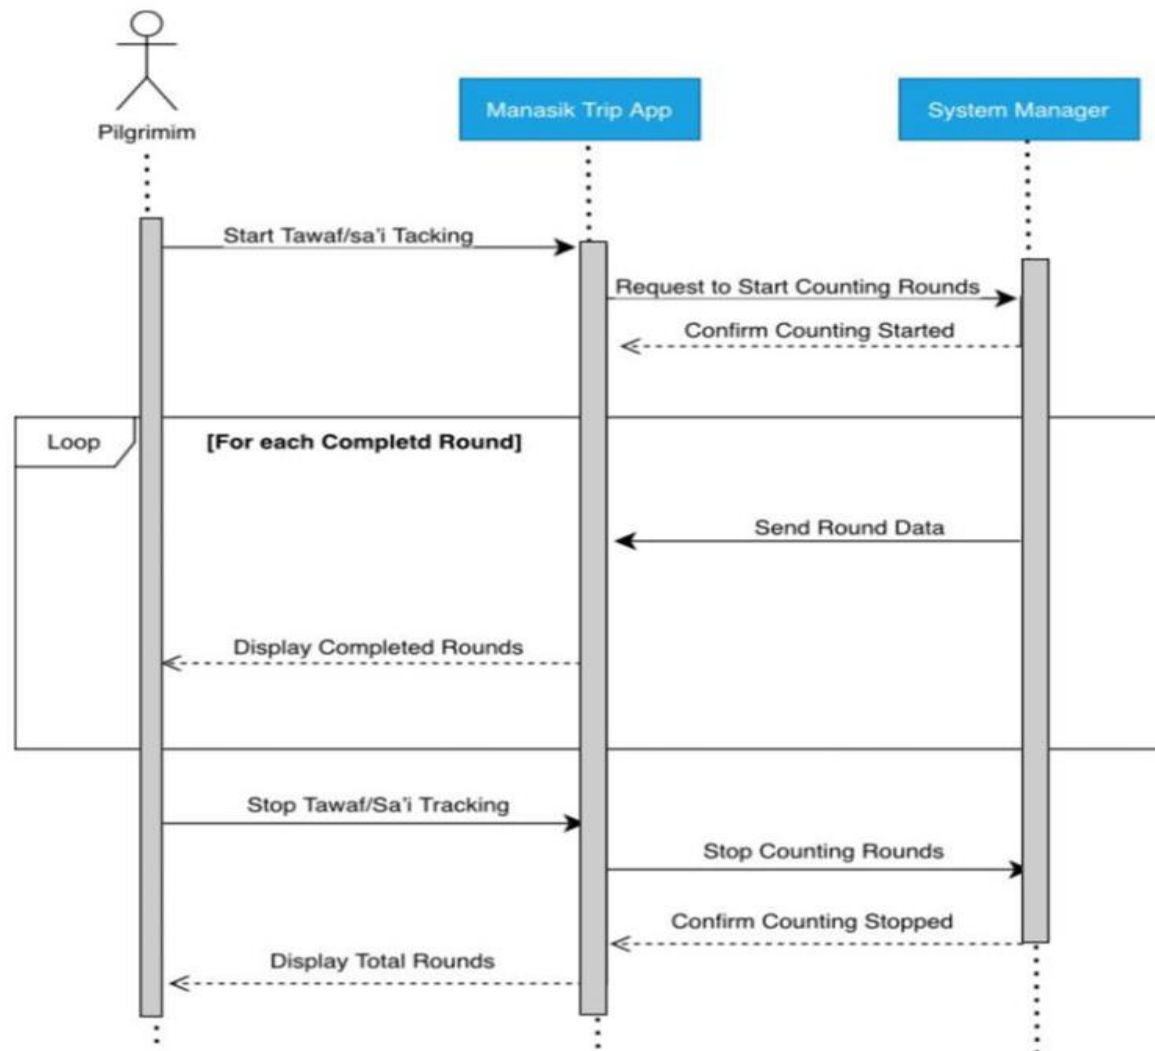 Pilgrimim
Manasik Trip App
System Manager
Start Tawaf/sa'i Tacking
Request to Start Counting Rounds
Confirm Counting Started
Loop
[For each Completd Round]
Send Round Data
Display Completed Rounds
Stop Tawaf/Sa'i Tracking
Stop Counting Rounds
Confirm Counting Stopped
Display Total Rounds